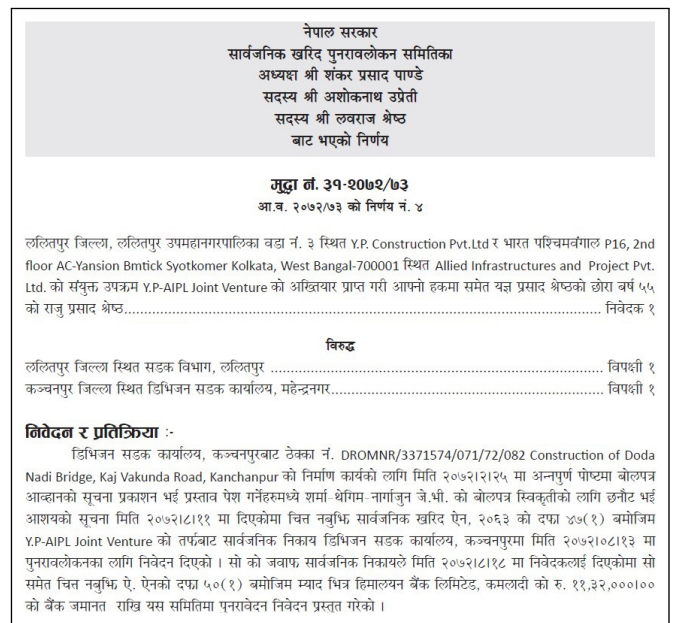 नेपाल सरकार
सार्वजनिक खरिद पुनरावलोकन समितिका
अध्यक्ष श्री शंकर प्रसाद पाण्डे
सदस्य श्री अशोकनाथ उप्रेती
सदस्य श्री लवराज श्रेष्ठ
बाट भएको निर्णय
मुद्दा नं. ३१-२०७२/७३
आ.व. २०७२/७३ को निर्णय नं. ४
ललितपुर जिल्ला, ललितपुर उपमहानगरपालिका वडा नं. ३ स्थित Y.P. Construction Pvt.Ltd र भारत पश्चिमवंगाल P16, 2nd
floor AC-Yansion Bmtick Syotkomer Kolkata, West Bangal-700001 स्थित Allied Infrastructures and Project Pvt.
Ltd. को संयुक्त उपक्रम Y.P-AIPL Joint Venture को अख्तियार प्राप्त गरी आफ्नो हकमा समेत यज्ञ प्रसाद श्रेष्ठको छोरा बर्ष ५५
को राजु प्रसाद श्रेष्ठ.......................................................................... निवेदक १
विरुद्ध
ललितपुर जिल्ला स्थित सडक विभाग, ललितपुर .......................................................... विपक्षी १
कञ्चनपुर जिल्ला स्थित डिभिजन सडक कार्यालय, महेन्द्रनगर............................................... विपक्षी १
निवेदन र प्रतिक्रिया :-
डिभिजन सडक कार्यालय, कञ्चनपुरबाट ठेक्का नं. DROMNR/3371574/071/72/082 Construction of Doda
Nadi Bridge, Kaj Vakunda Road, Kanchanpur को निर्माण कार्यको लागि मिति २०७२।२।२५ मा अन्नपुर्ण पोष्टमा बोलपत्र
आव्हानको सूचना प्रकाशन भई प्रस्ताव पेश गर्नेहरुमध्ये शर्मा-थेगिम-नार्गाजुन जे.भी. को बोलपत्र स्विकृतीको लागि छनौट भई
आशयको सुचना मिति २०७२।८।११ मा दिएकोमा चित्त नबुझि सार्वजनिक खरिद ऐन, २०६३ को दफा ४७(१) बमोजिम
Y.P-AIPL Joint Venture को तर्फबाट सार्वजनिक निकाय डिभिजन सडक कार्यालय, कञ्चनपुरमा मिति २०७२।०८।१३ मा
पुनरावलोकनका लागि निवेदन दिएको । सो को जवाफ सार्वजनिक निकायले मिति २०७२।८।१८ मा निवेदकलाई दिएकोमा सो
समेत चित्त नबुझि ऐ. ऐनको दफा ५०(१) बमोजिम म्याद भित्र हिमालयन बैंक लिमिटेड, कमलादी को रु. ११,३२,०००।००
को बैंक जमानत राखि यस समितिमा पुनरावेदन निवेदन प्रस्तुत गरेको ।